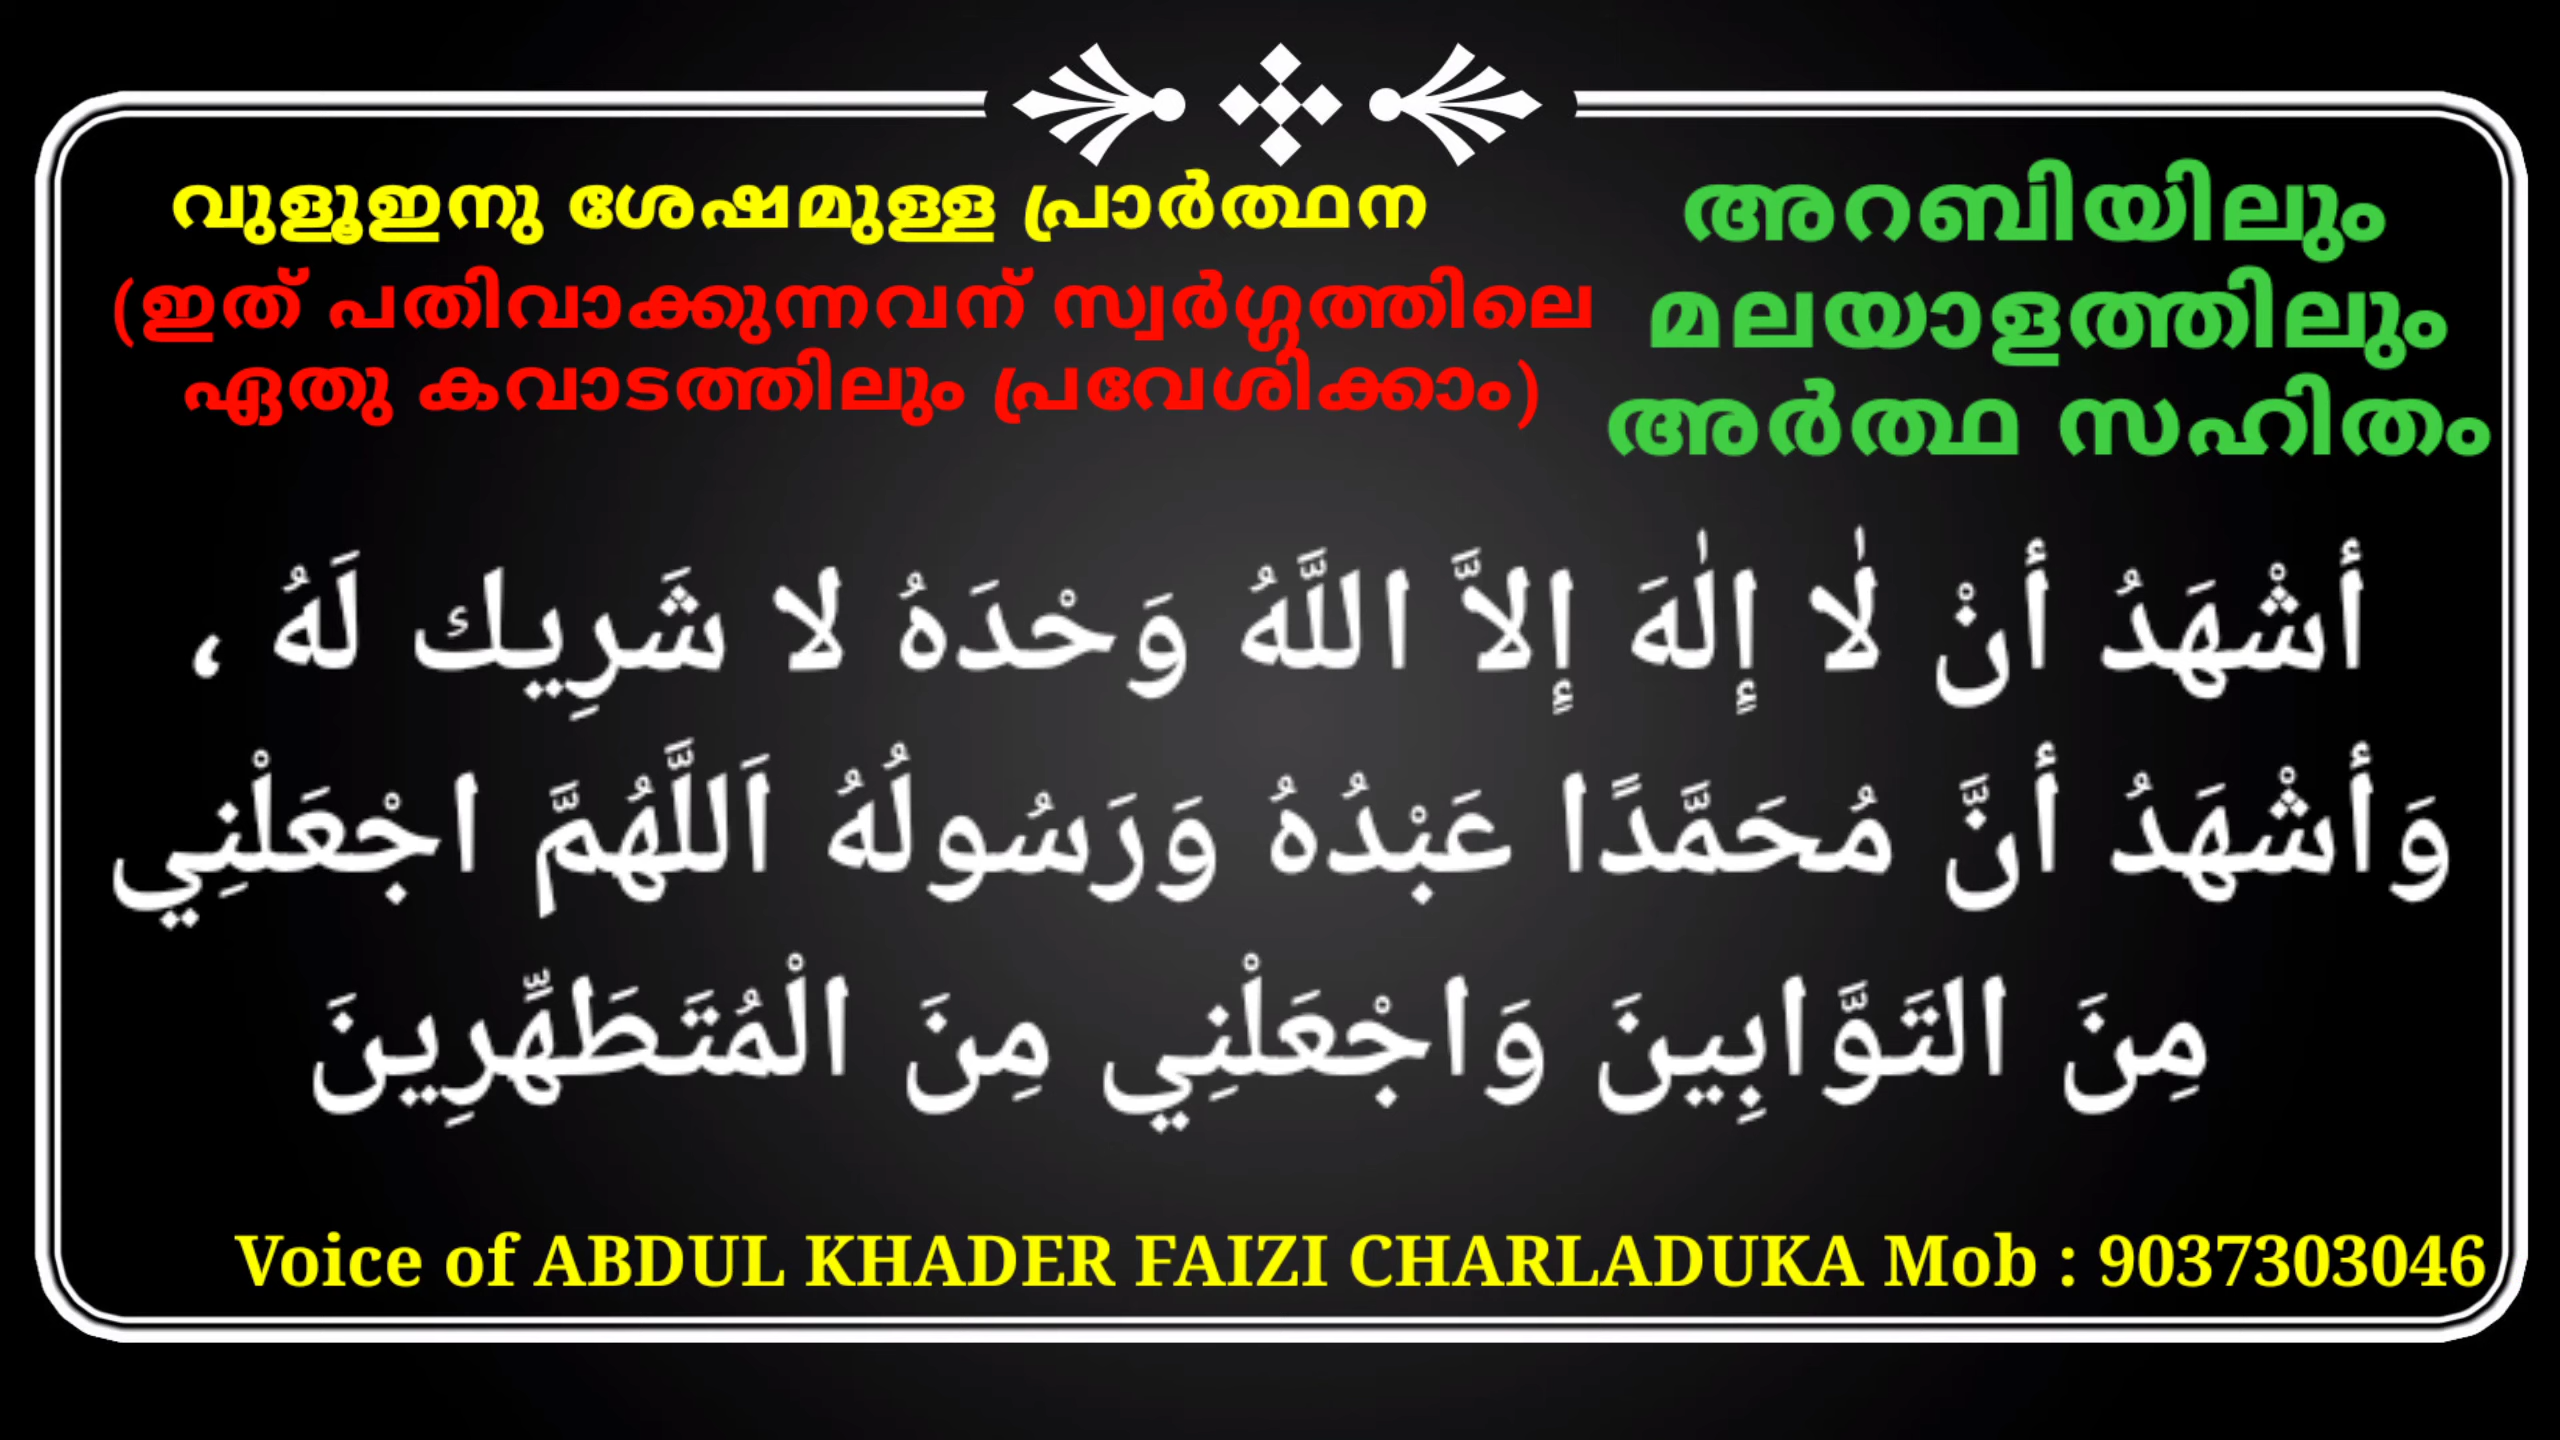 വുളൂഇനു ശേഷമുള്ള പ്രാർത്ഥന
(ഇത് പതിവാക്കുന്നവന് സ്വർഗ്ഗത്തിലെ
ഏതു കവാടത്തിലും പ്രവേശിക്കാം)
അറബിയിലും
മലയാളത്തിലും
അർത്ഥ സഹിതം
أَشْهَدُ أَنْ لٰا إِلٰهَ إِلاَّ اللَّهُ وَحْدَهُ لا شَرِيك لَهُ ،
وَأَشْهَدُ أَنَّ مُحَمَّدًا عَبْدُهُ وَرَسُولُهُ اَللَّهُمَّ اجْعَلْنِي
مِنَ التَوَّابِينَ وَاجْعَلْنِي مِنَ الْمُتَطَهِّرِينَ
Voice of ABDUL KHADER FAIZI CHARLADUKA Mob : 9037303046